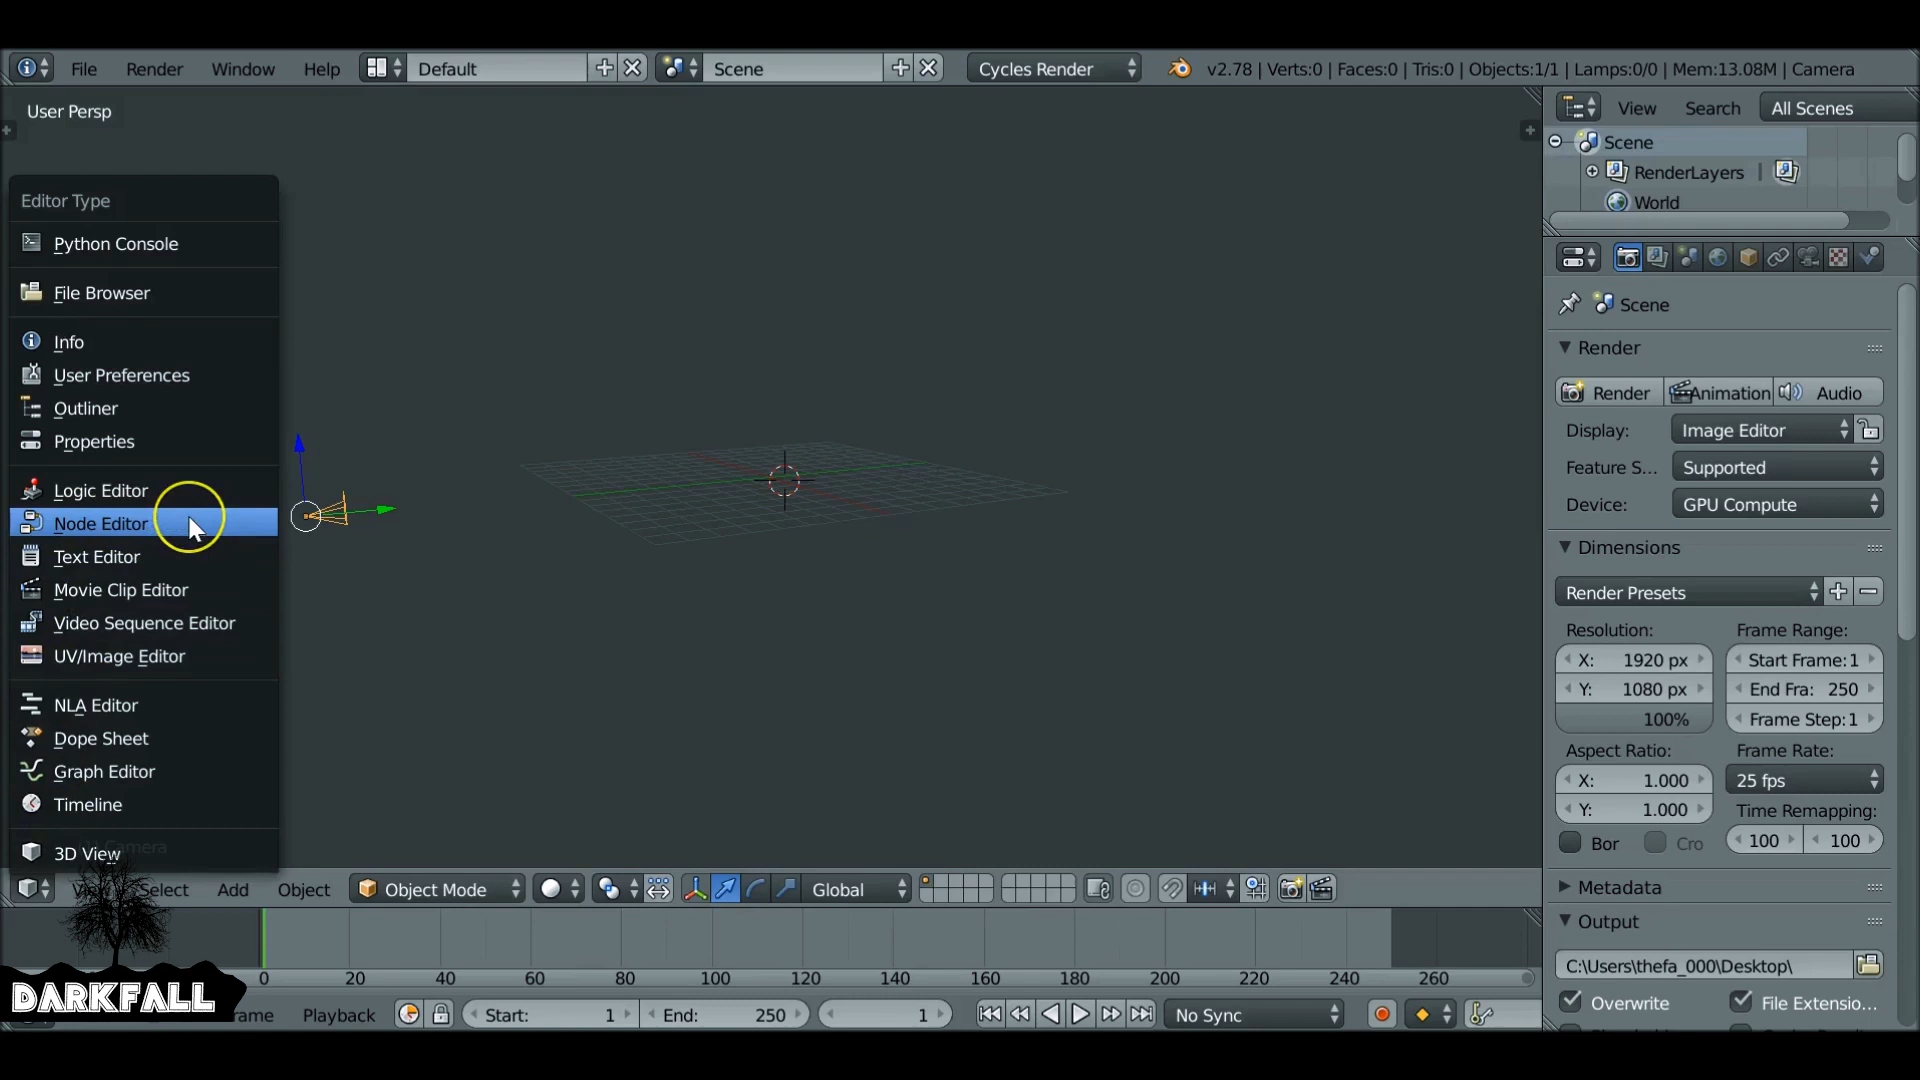 File Render Window Help Default Scene Cycles Render v2.78 | Verts:0 | Faces:0 | Tris:0 | Objects:1/1 | Lamps:0/0 | Mem:13.08M | Camera
User Persp
View Search All Scenes
Scene
RenderLayers
World
Editor Type
Python Console
File Browser
Info
User Preferences
Outliner
Properties
Logic Editor
Node Editor
Text Editor
Movie Clip Editor
Video Sequence Editor
UV/Image Editor
NLA Editor
Dope Sheet
Graph Editor
Timeline
3D View
Scene
Render
Render Animation Audio
Display: Image Editor
Feature S... Supported
Device: GPU Compute
Dimensions
Render Presets
Resolution: Frame Range:
X: 1920 px Start Frame: 1
Y: 1080 px End Fra: 250
100% Frame Step: 1
Aspect Ratio: Frame Rate:
X: 1.000 25 fps
Y: 1.000 Time Remapping:
Bor Cro 100 100
Metadata
Output
C:\Users\thefa_000\Desktop\
Overwrite File Extensio...
Select Add Object Object Mode Global
0 20 40 60 80 100 120 140 160 180 200 220 240 260
DARKFALL
Playback Start: 1 End: 250 1 No Sync